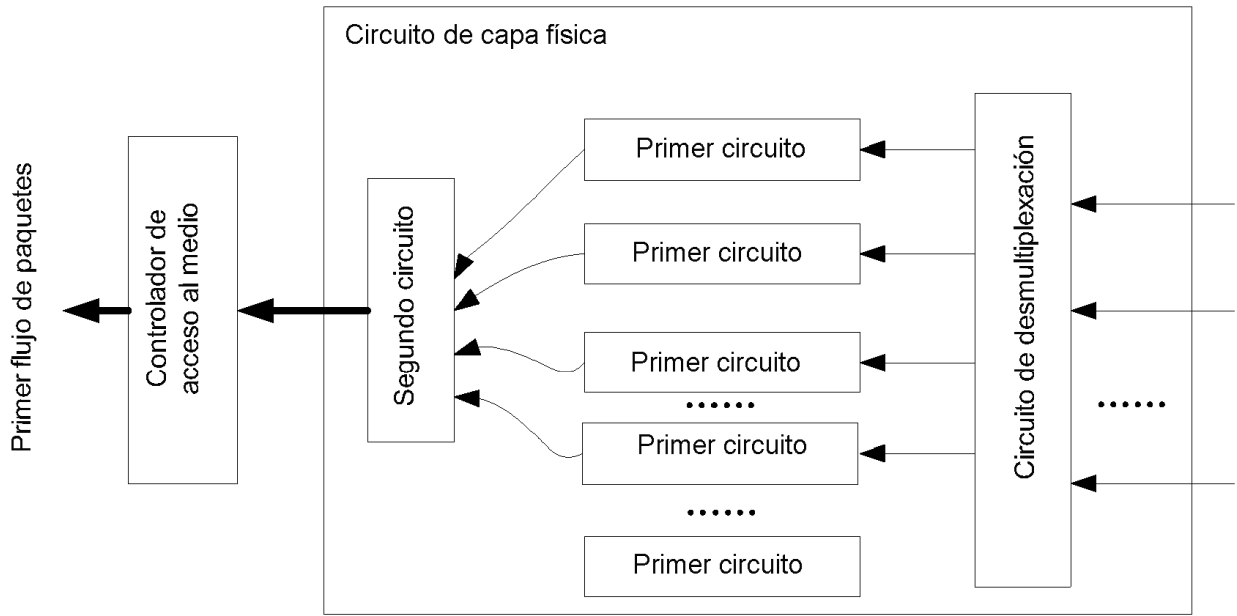 Circuito de capa física
Primer flujo de paquetes
Controlador de
acceso al medio
Segundo circuito
Primer circuito
Primer circuito
Primer circuito
......
Primer circuito
......
Primer circuito
Circuito de desmultiplexación
......